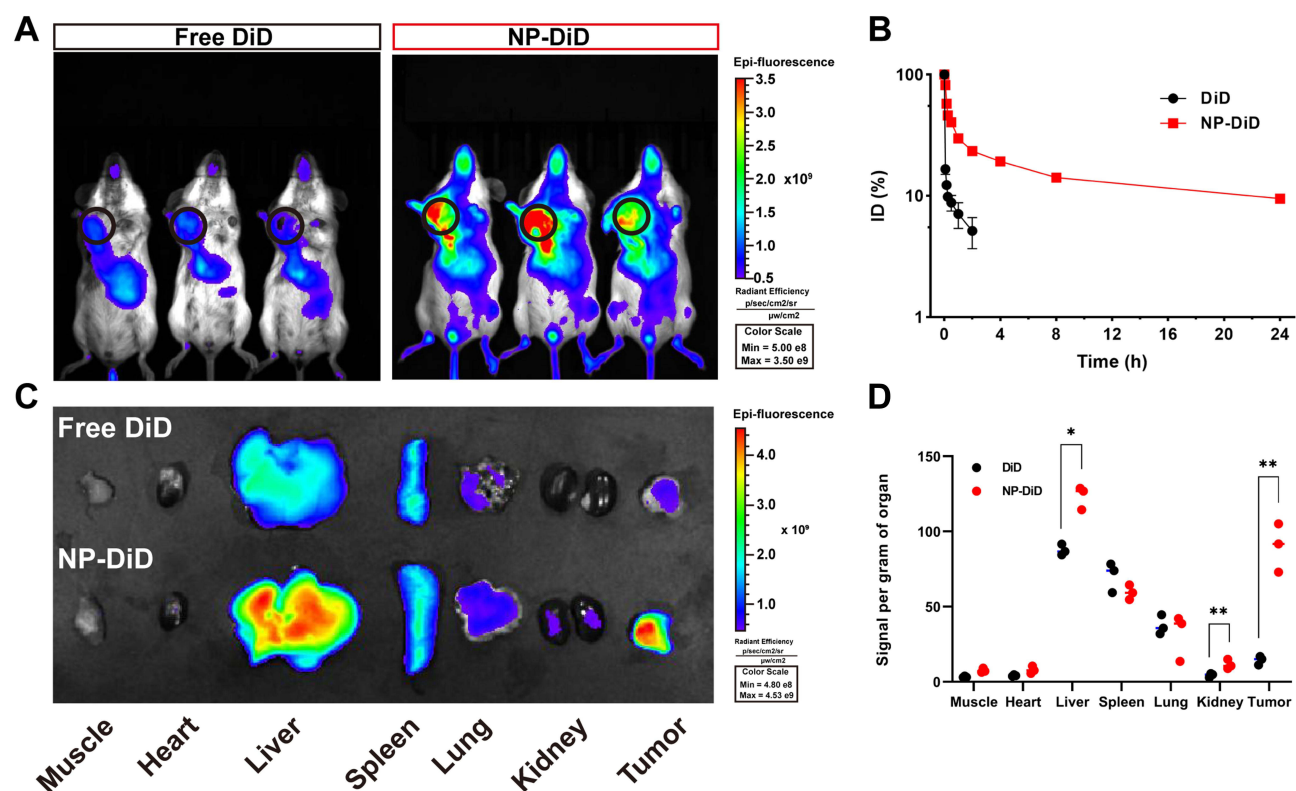 A
Free DiD
NP-DiD
Epi-fluorescence
3.5
3.0
2.5
2.0
x10⁹
1.5
1.0
0.5
Radiant Efficiency
p/sec/cm2/sr
µw/cm2
Color Scale
Min = 5.00 e8
Max = 3.50 e9
B
100
10
1
ID (%)
DiD
NP-DiD
0
4
8
12
16
20
24
Time (h)
C
Free DiD
NP-DiD
Epi-fluorescence
4.0
3.0
x 10⁹
2.0
1.0
Radiant Efficiency
p/sec/cm2/sr
µw/cm2
Color Scale
Min = 4.80 e8
Max = 4.53 e9
Muscle
Heart
Liver
Spleen
Lung
Kidney
Tumor
D
Signal per gram of organ
150
100
50
0
DiD
NP-DiD
*
**
**
Muscle
Heart
Liver
Spleen
Lung
Kidney
Tumor